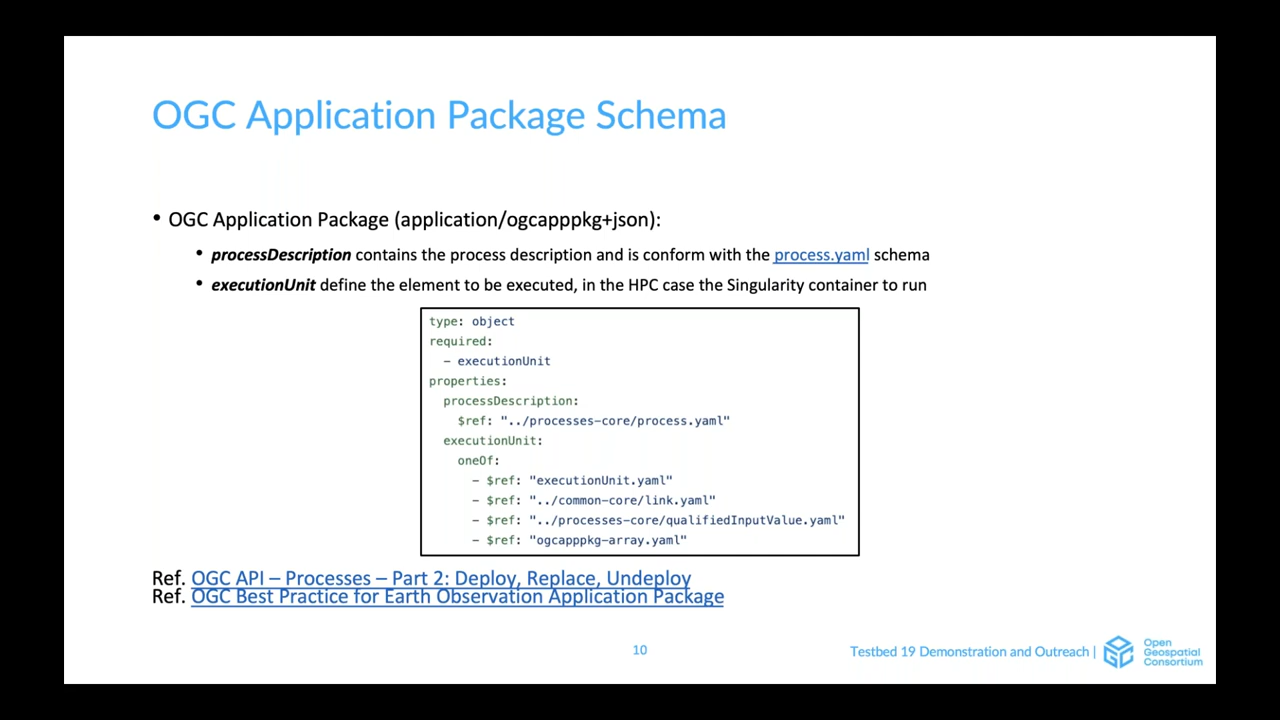 OGC Application Package Schema
• OGC Application Package (application/ogcapppkg+json):
• processDescription contains the process description and is conform with the process.yaml schema
• executionUnit define the element to be executed, in the HPC case the Singularity container to run
type: object
required:
  - executionUnit
properties:
  processDescription:
    $ref: "../processes-core/process.yaml"
  executionUnit:
    oneOf:
      - $ref: "executionUnit.yaml"
      - $ref: "../common-core/link.yaml"
      - $ref: "../processes-core/qualifiedInputValue.yaml"
      - $ref: "ogcapppkg-array.yaml"
Ref. OGC API – Processes – Part 2: Deploy, Replace, Undeploy
Ref. OGC Best Practice for Earth Observation Application Package
10
Testbed 19 Demonstration and Outreach |
Open
Geospatial
Consortium